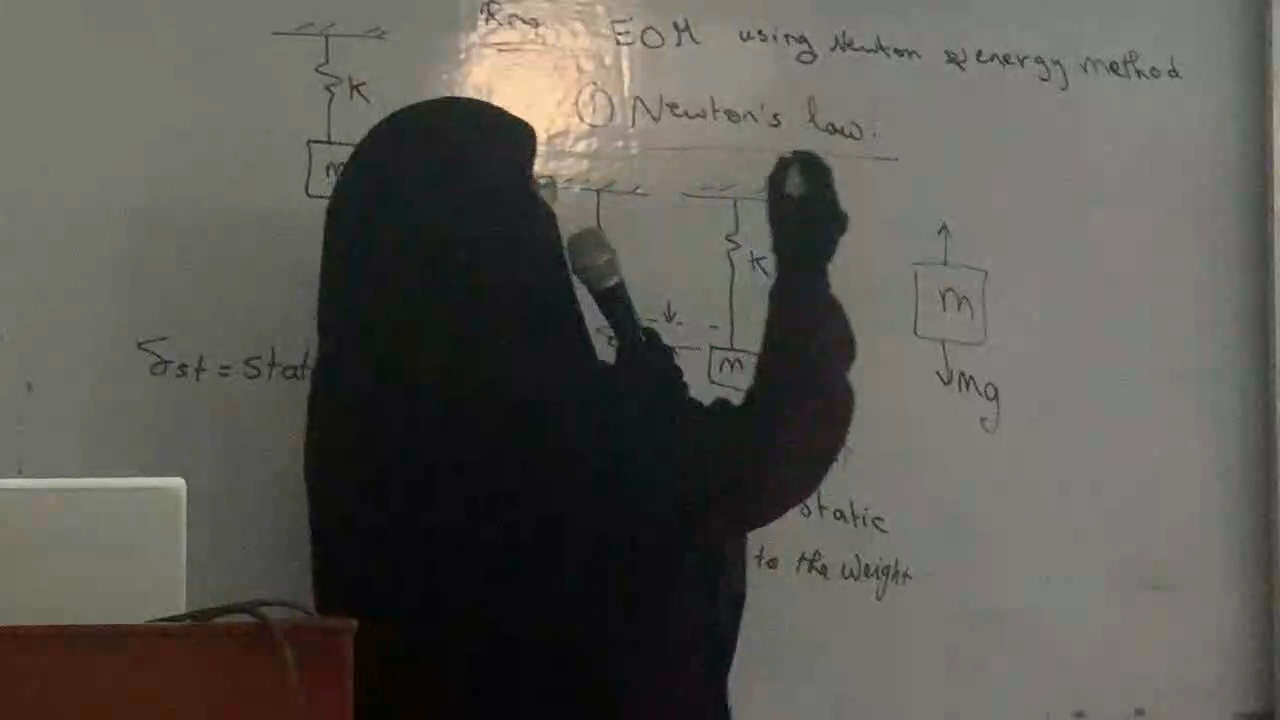 EOM using Newton & energy method
① Newton's law.
K
m
K
m
m
mg
δst = stat
static
to the weight